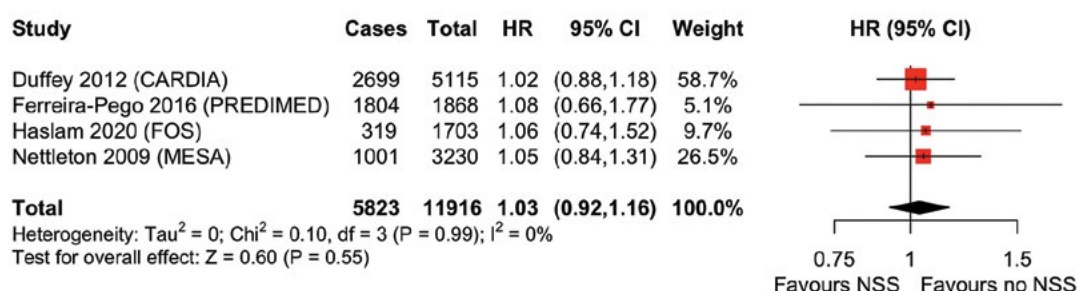 Study Cases Total HR 95% CI Weight HR (95% CI)
Duffey 2012 (CARDIA) 2699 5115 1.02 (0.88,1.18) 58.7%
Ferreira-Pego 2016 (PREDIMED) 1804 1868 1.08 (0.66,1.77) 5.1%
Haslam 2020 (FOS) 319 1703 1.06 (0.74,1.52) 9.7%
Nettleton 2009 (MESA) 1001 3230 1.05 (0.84,1.31) 26.5%
Total 5823 11916 1.03 (0.92,1.16) 100.0%
Heterogeneity: Tau² = 0; Chi² = 0.10, df = 3 (P = 0.99); I² = 0%
Test for overall effect: Z = 0.60 (P = 0.55)
0.75 1 1.5
Favours NSS Favours no NSS